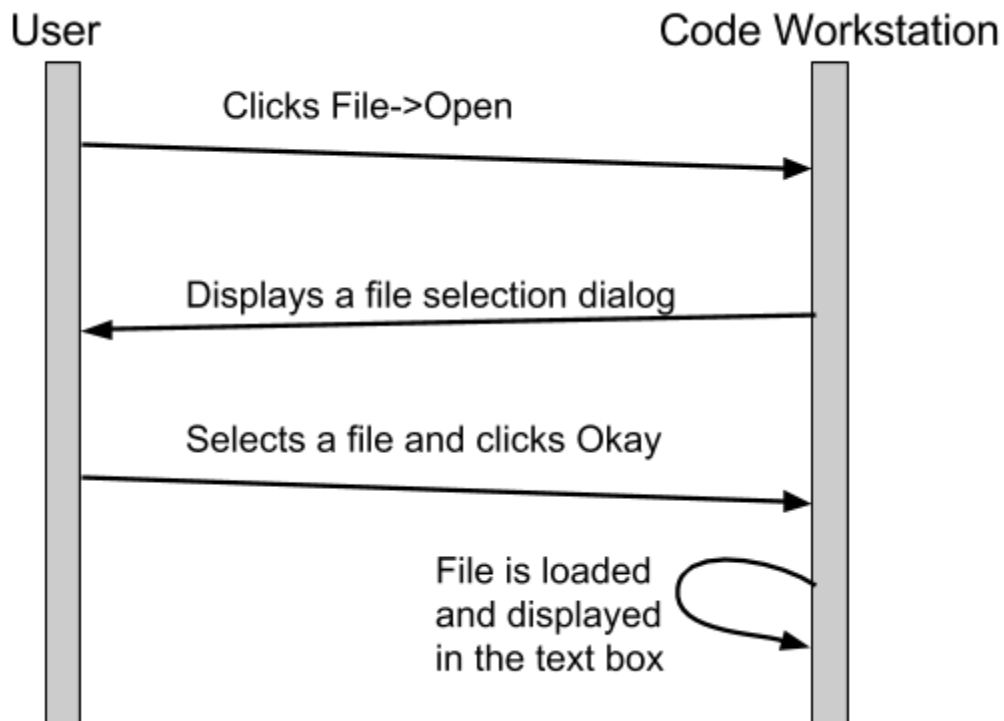 User
Code Workstation
Clicks File->Open
Displays a file selection dialog
Selects a file and clicks Okay
File is loaded
and displayed
in the text box